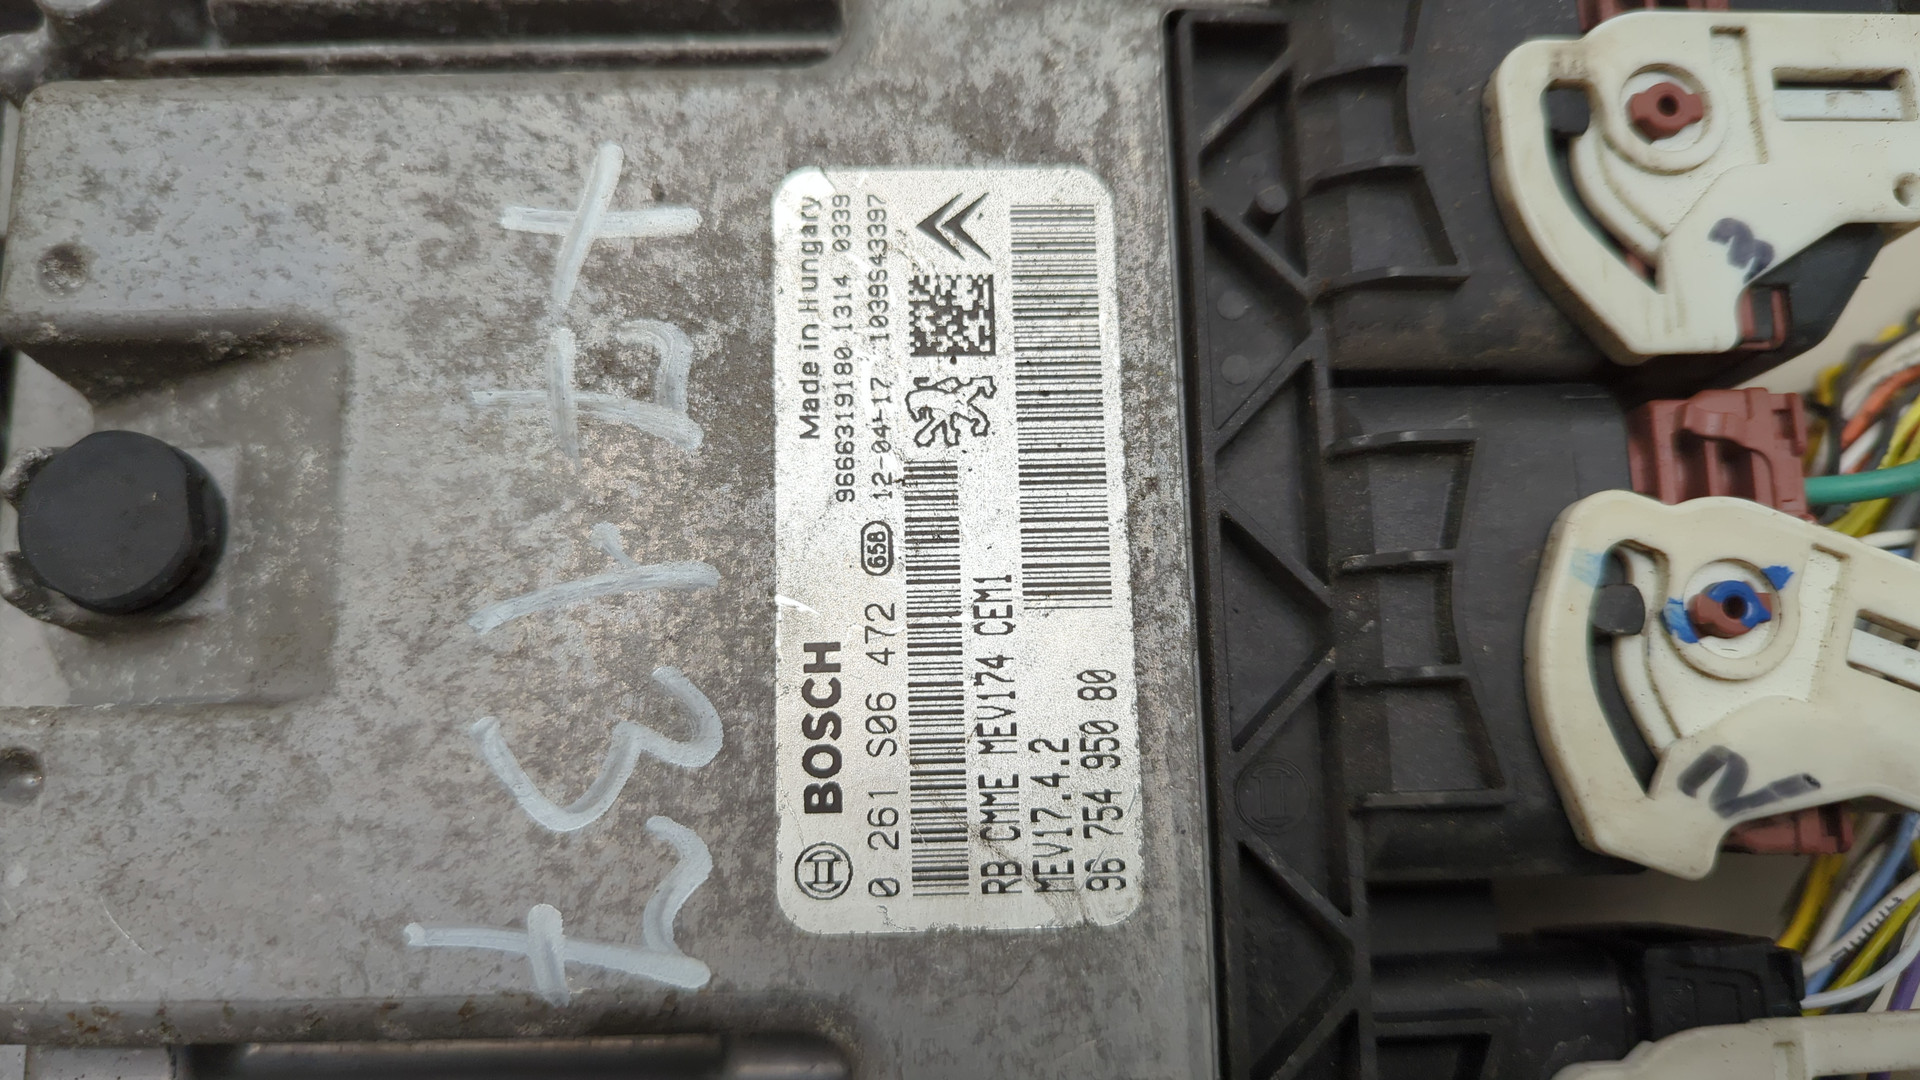 BOSCH Made in Hungary
9666319180 1314 0339
0 261 S06 472 658 12-04-17 1039S43397
RB CMME MEV174 CEM1
MEV17.4.2
96 754 950 80